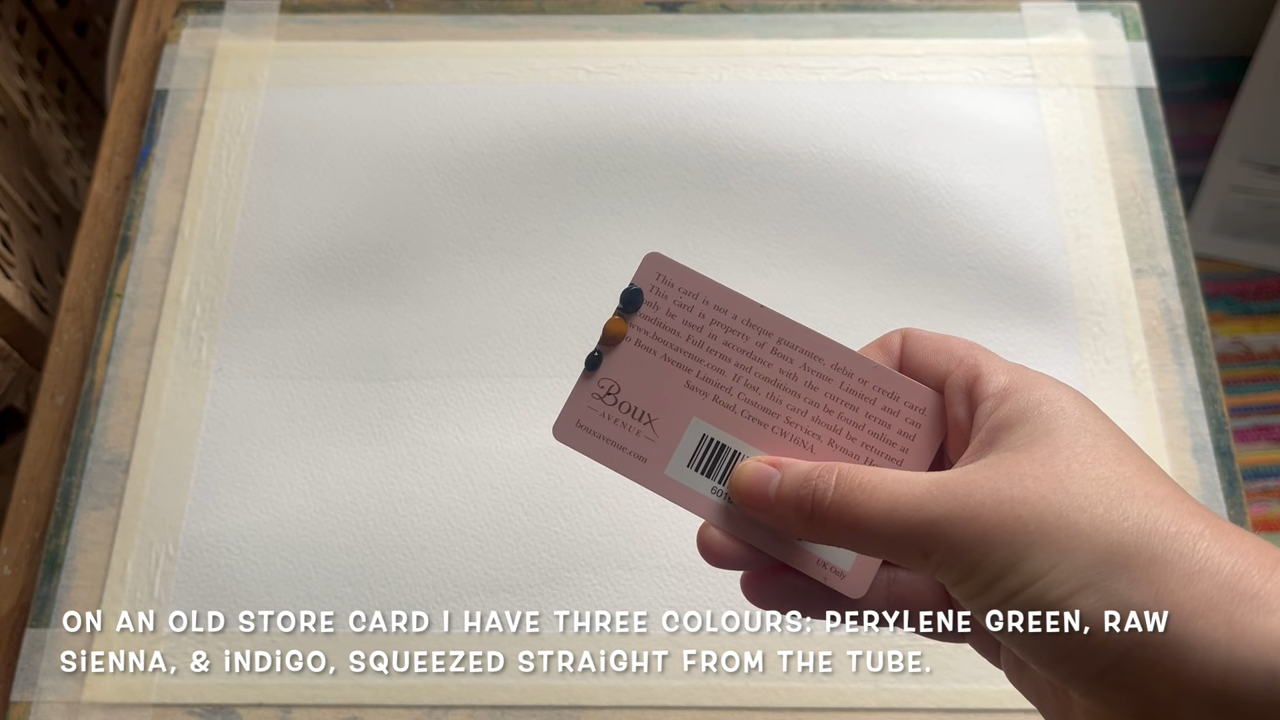 This card is not a cheque guarantee, debit or credit card.
This card is property of Boux Avenue Limited and can
only be used in accordance with the current terms and
conditions. Full terms and conditions can be found online at
www.bouxavenue.com. If lost, this card should be returned
to Boux Avenue Limited, Customer Services, Ryman
Savoy Road, Crewe CW16NA.
Boux
AVENUE
bouxavenue.com
UK Only
ON AN OLD STORE CARD I HAVE THREE COLOURS: PERYLENE GREEN, RAW
SIENNA, & INDIGO, SQUEEZED STRAIGHT FROM THE TUBE.